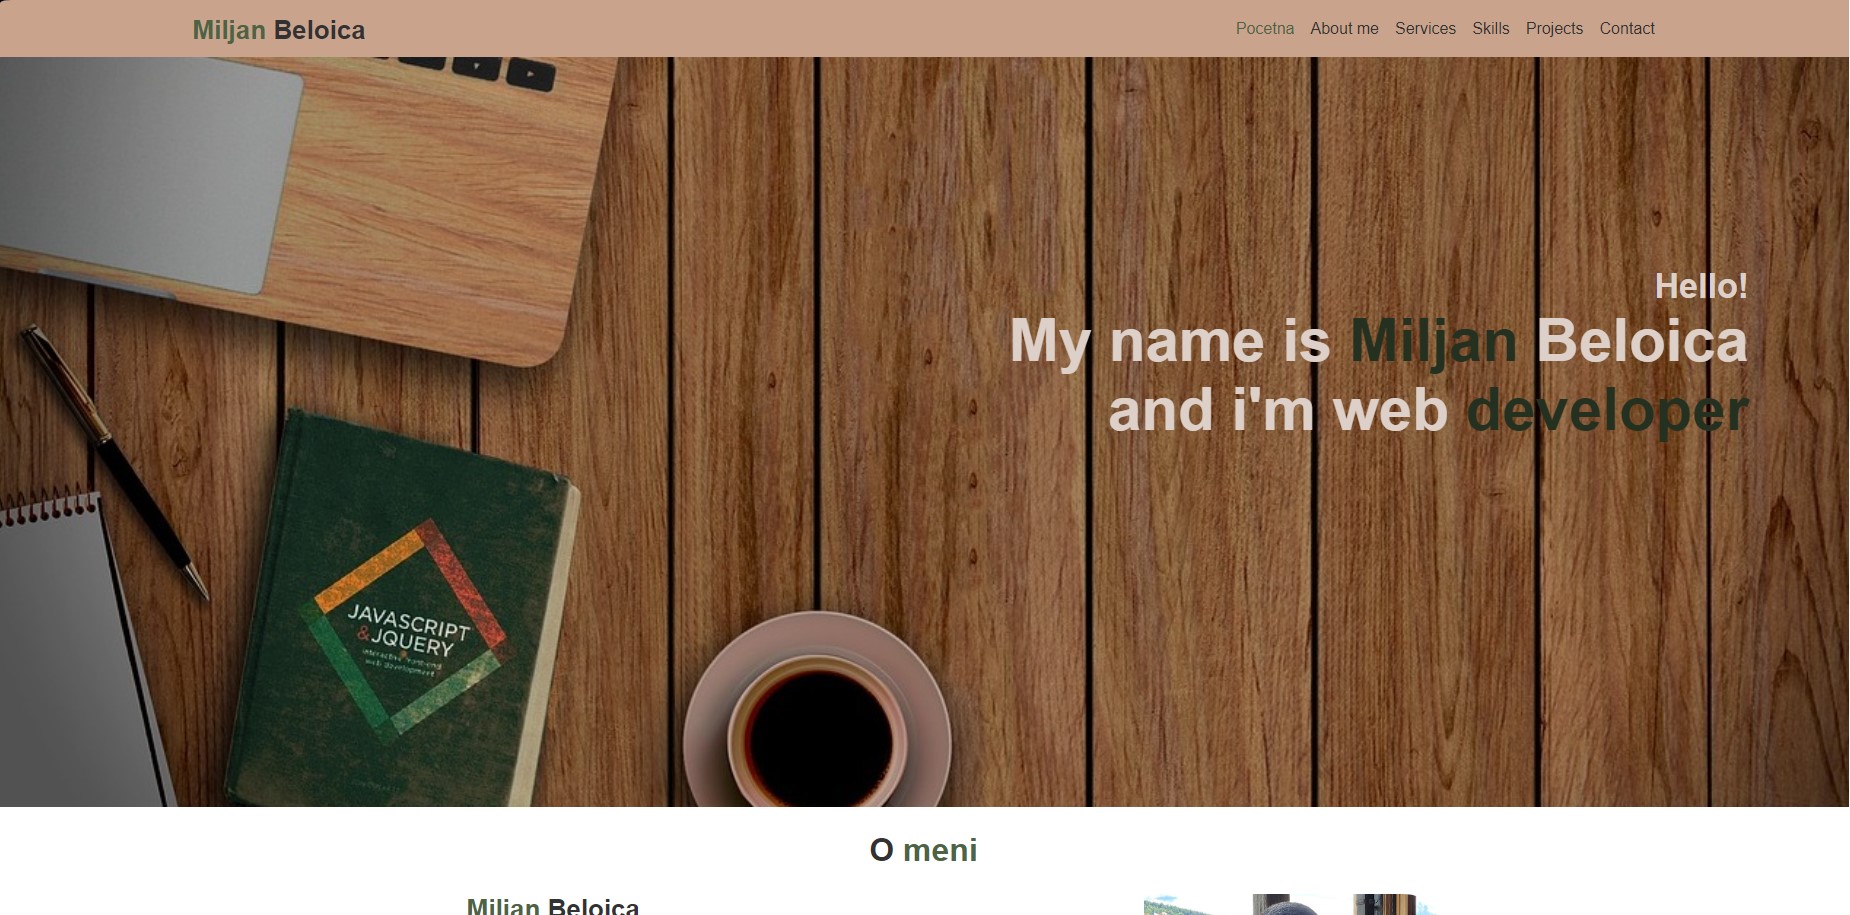 Miljan Beloica
Pocetna About me Services Skills Projects Contact
Hello!
My name is Miljan Beloica
and i'm web developer
JAVASCRIPT
&JQUERY
interactive front-end
web development
O meni
Miljan Beloica